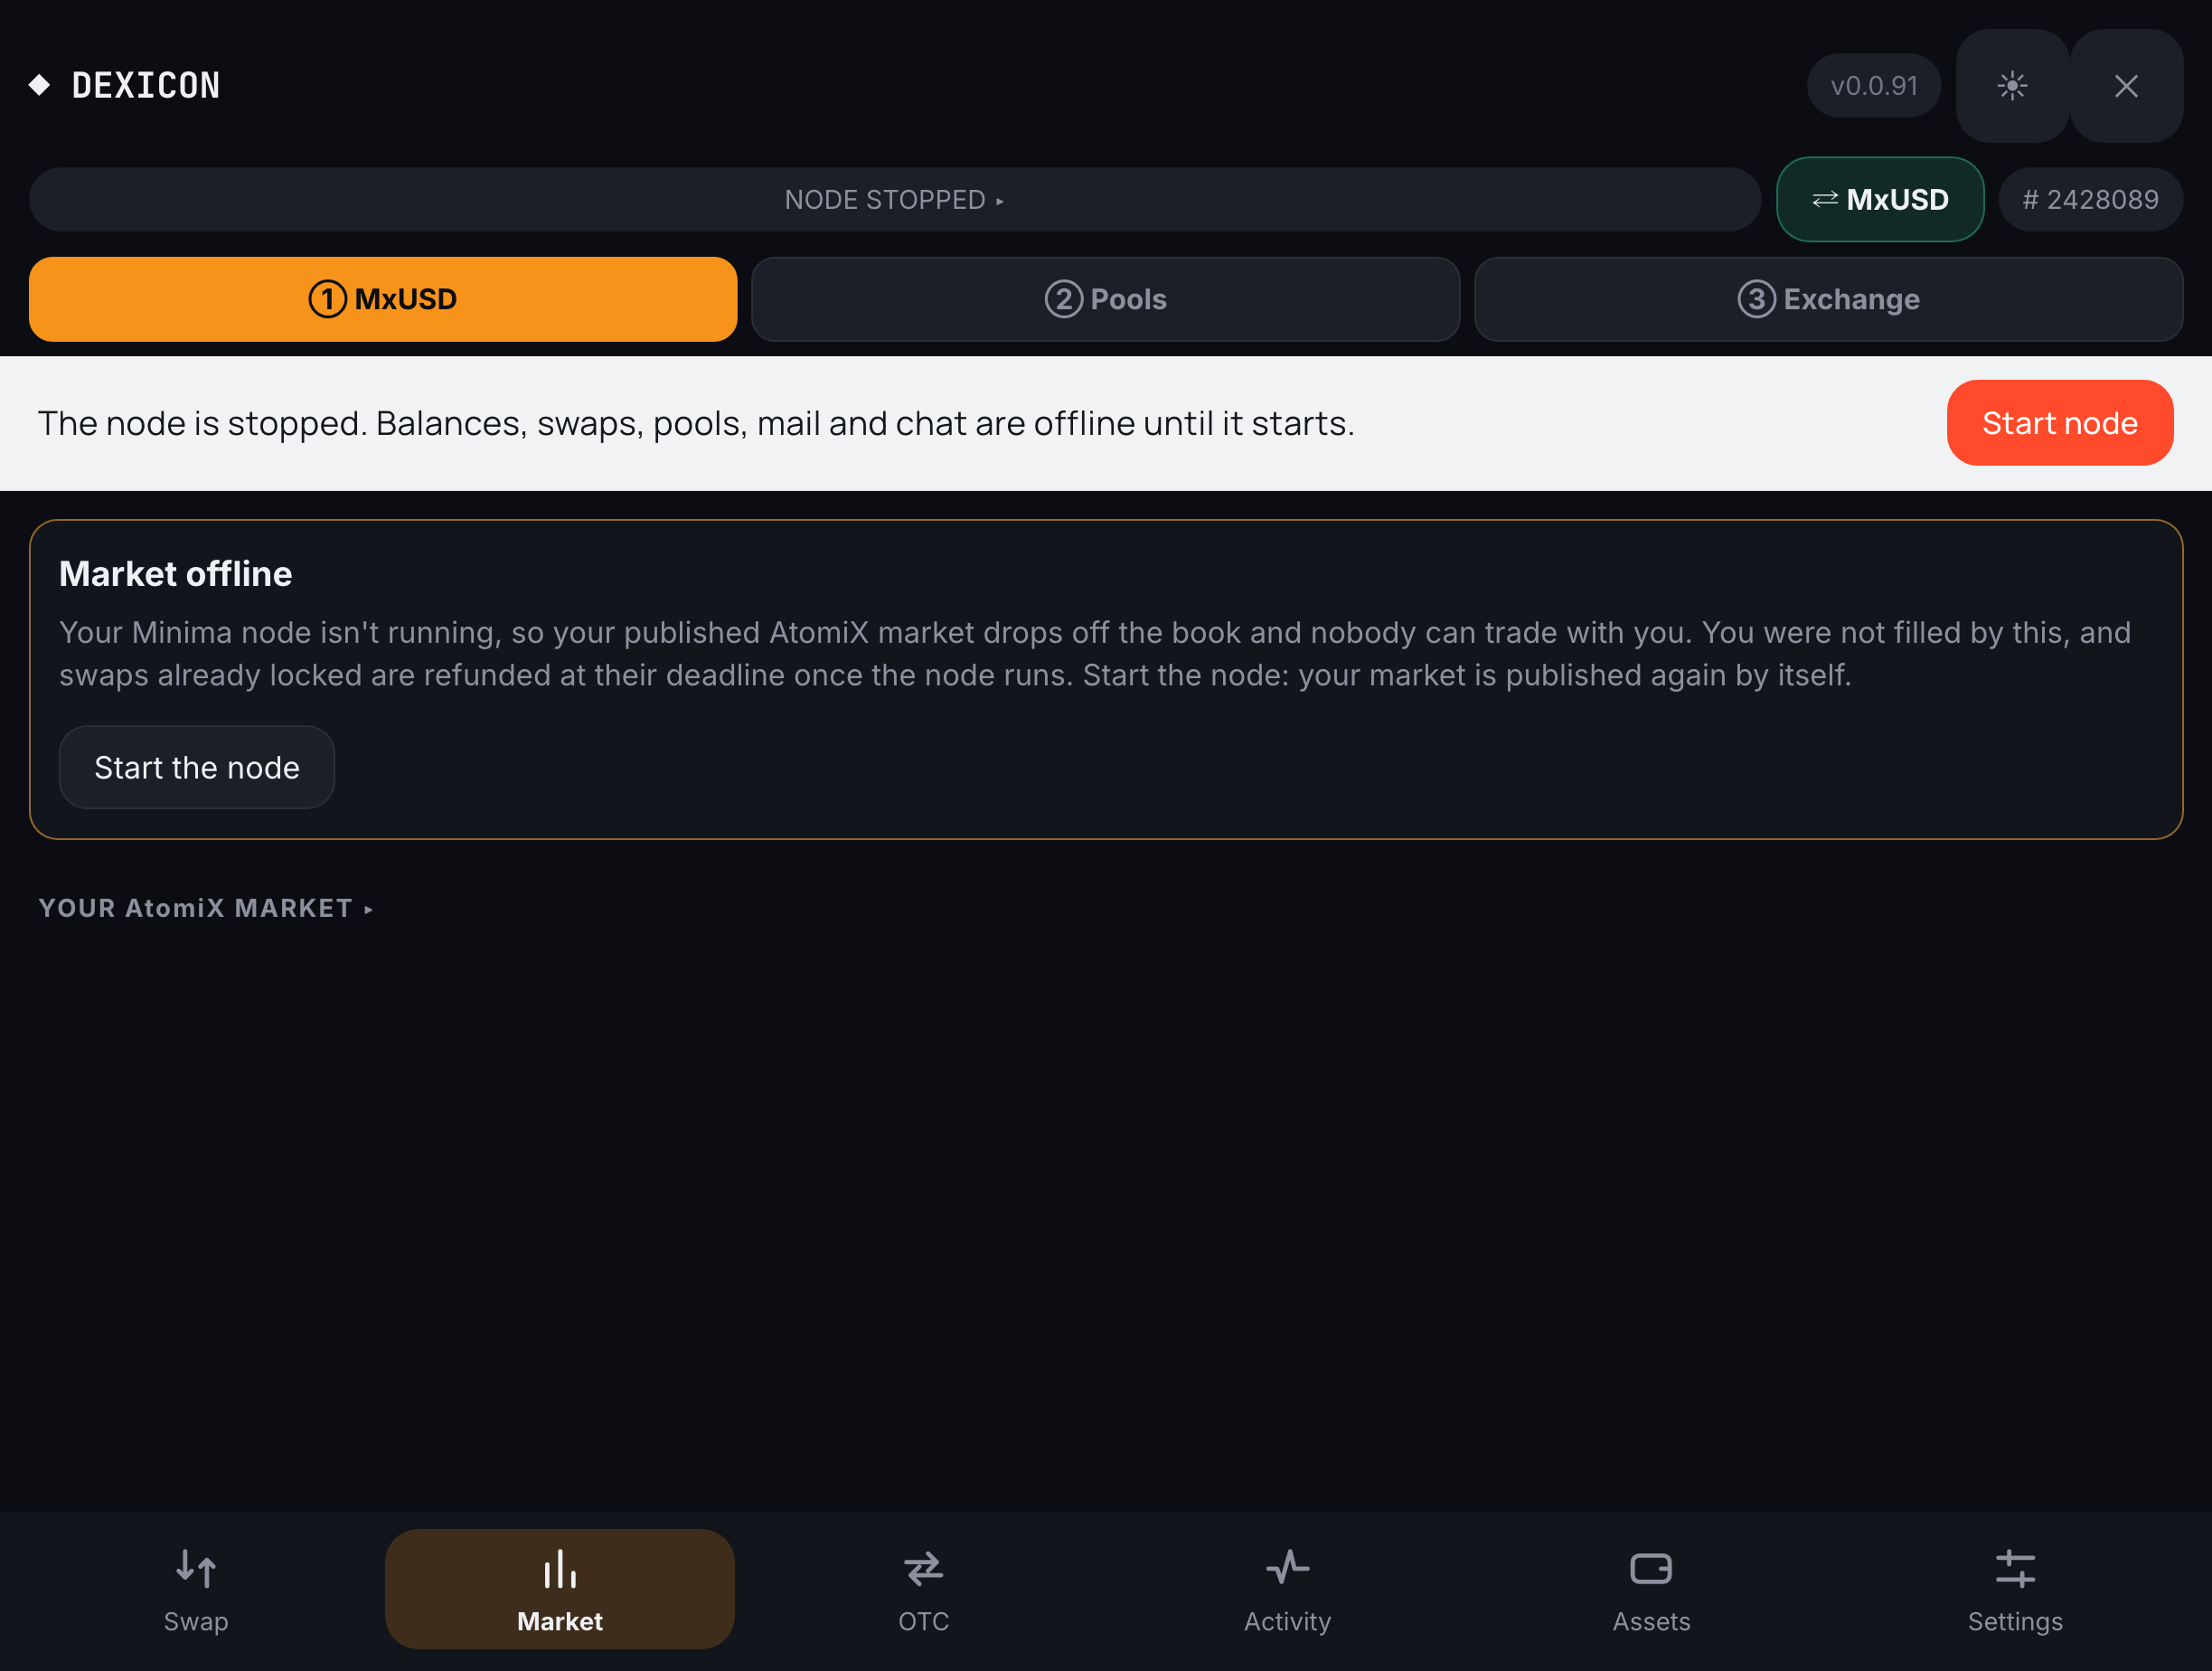 ◆ DEXICON
v0.0.91
NODE STOPPED ▸
⇄ MxUSD
# 2428089
① MxUSD
② Pools
③ Exchange
The node is stopped. Balances, swaps, pools, mail and chat are offline until it starts.
Start node
Market offline
Your Minima node isn't running, so your published AtomiX market drops off the book and nobody can trade with you. You were not filled by this, and
swaps already locked are refunded at their deadline once the node runs. Start the node: your market is published again by itself.
Start the node
YOUR AtomiX MARKET ▸
Swap
Market
OTC
Activity
Assets
Settings